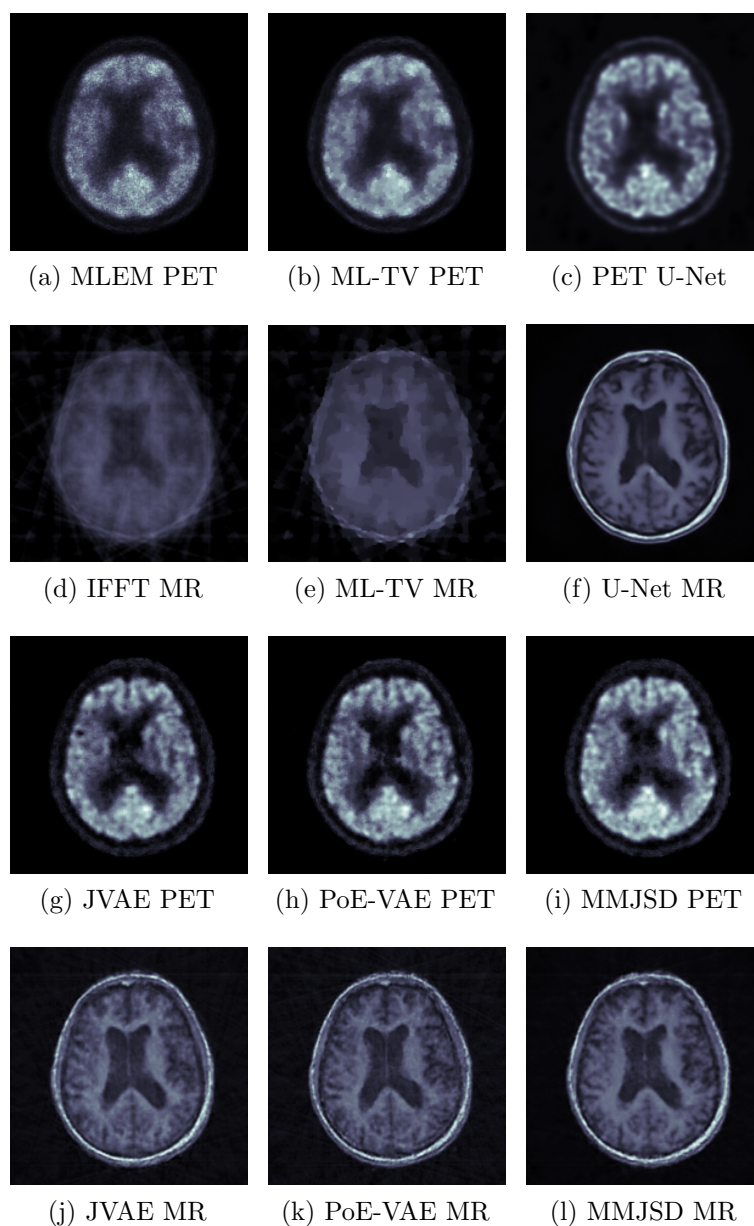 (a) MLEM PET (b) ML-TV PET (c) PET U-Net
(d) IFFT MR (e) ML-TV MR (f) U-Net MR
(g) JVAE PET (h) PoE-VAE PET (i) MMJSD PET
(j) JVAE MR (k) PoE-VAE MR (l) MMJSD MR